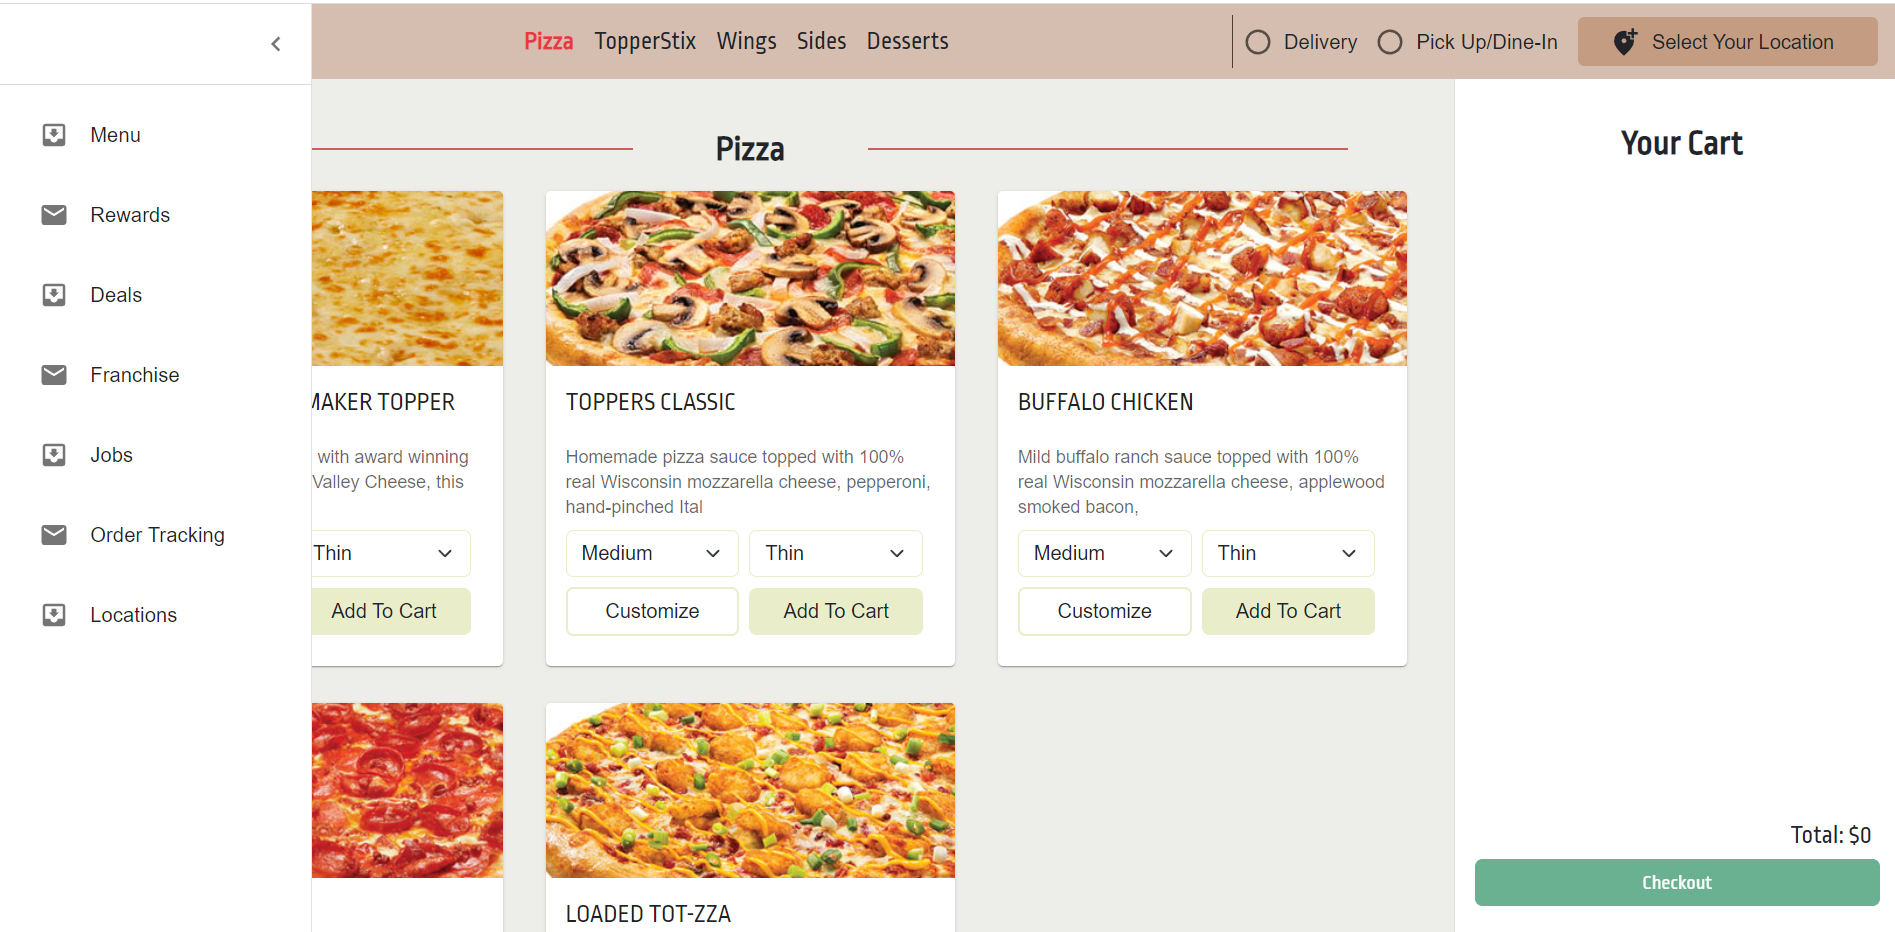 Pizza TopperStix Wings Sides Desserts
Delivery Pick Up/Dine-In Select Your Location
Menu
Rewards
Deals
Franchise
Jobs
Order Tracking
Locations
Pizza
TOPPER
with award winning
Valley Cheese, this
Thin
Add To Cart
TOPPERS CLASSIC
Homemade pizza sauce topped with 100%
real Wisconsin mozzarella cheese, pepperoni,
hand-pinched Ital
Medium Thin
Customize Add To Cart
BUFFALO CHICKEN
Mild buffalo ranch sauce topped with 100%
real Wisconsin mozzarella cheese, applewood
smoked bacon,
Medium Thin
Customize Add To Cart
LOADED TOT-ZZA
Your Cart
Total: $0
Checkout